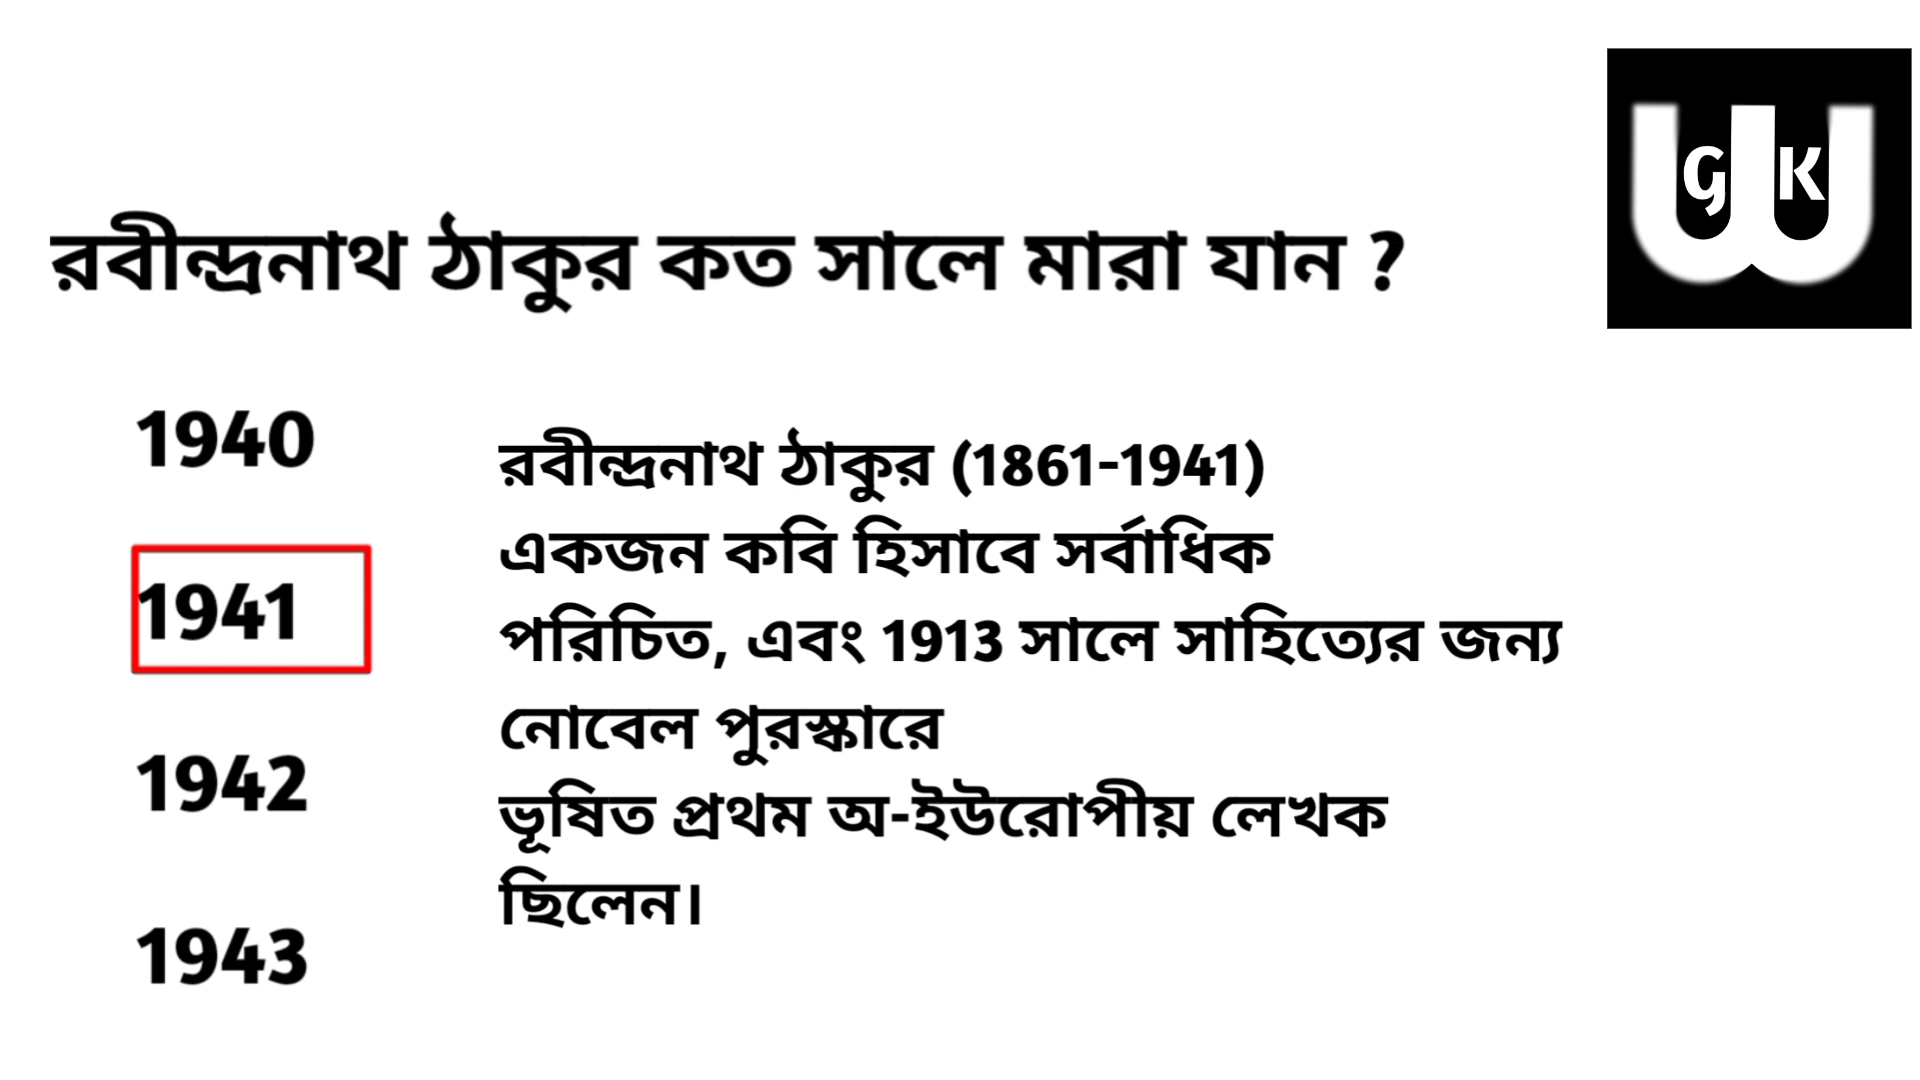 রবীন্দ্রনাথ ঠাকুর কত সালে মারা যান ?
W
G K
1940
1941
1942
1943
রবীন্দ্রনাথ ঠাকুর (1861-1941)
একজন কবি হিসাবে সর্বাধিক
পরিচিত, এবং 1913 সালে সাহিত্যের জন্য
নোবেল পুরস্কারে
ভূষিত প্রথম অ-ইউরোপীয় লেখক
ছিলেন।